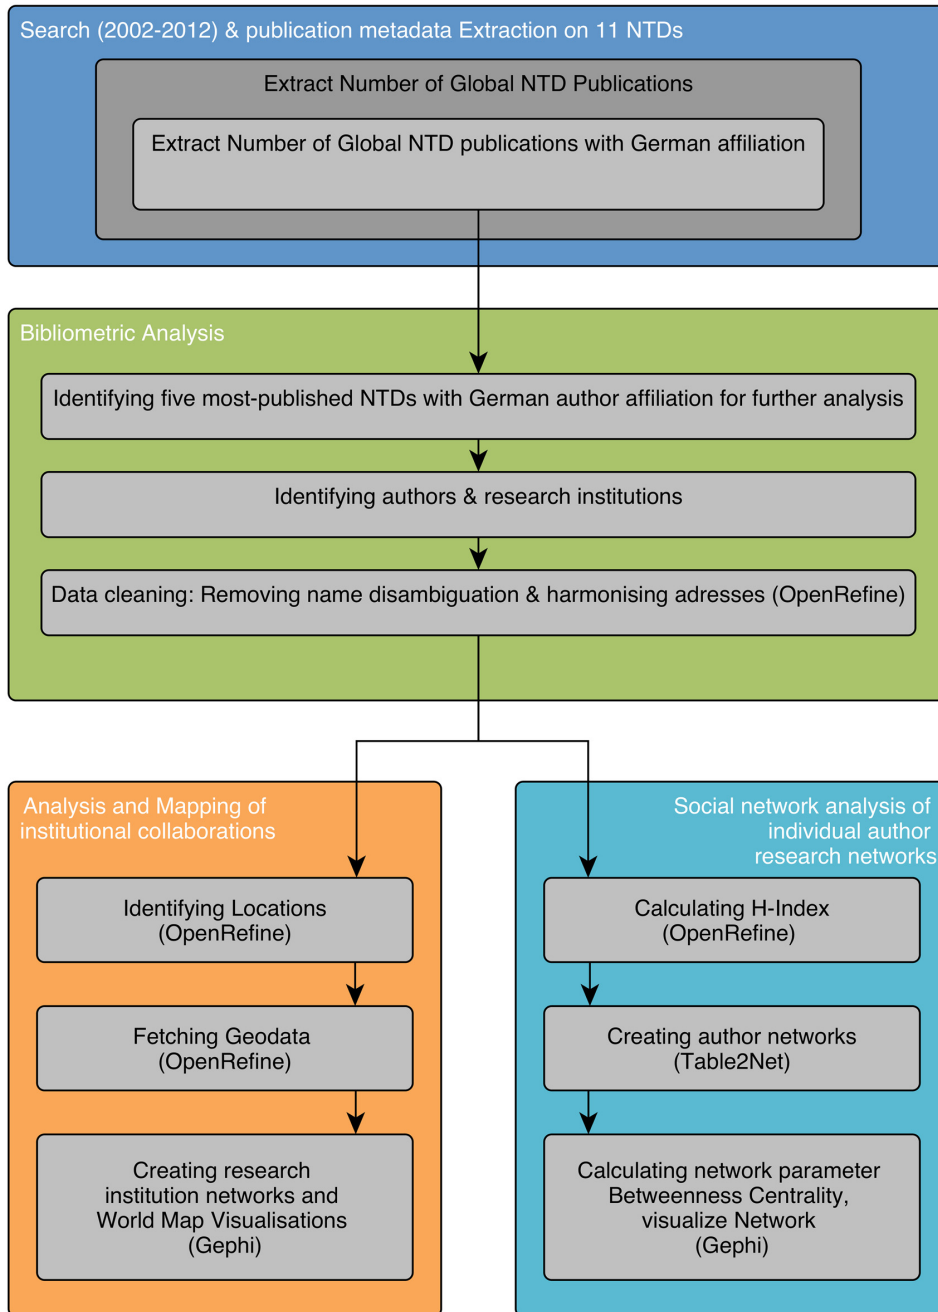 Search (2002-2012) & publication metadata Extraction on 11 NTDs
Extract Number of Global NTD Publications
Extract Number of Global NTD publications with German affiliation
Bibliometric Analysis
Identifying five most-published NTDs with German author affiliation for further analysis
Identifying authors & research institutions
Data cleaning: Removing name disambiguation & harmonising adresses (OpenRefine)
Analysis and Mapping of
institutional collaborations
Identifying Locations
(OpenRefine)
Fetching Geodata
(OpenRefine)
Creating research
institution networks and
World Map Visualisations
(Gephi)
Social network analysis of
individual author
research networks
Calculating H-Index
(OpenRefine)
Creating author networks
(Table2Net)
Calculating network parameter
Betweenness Centrality,
visualize Network
(Gephi)